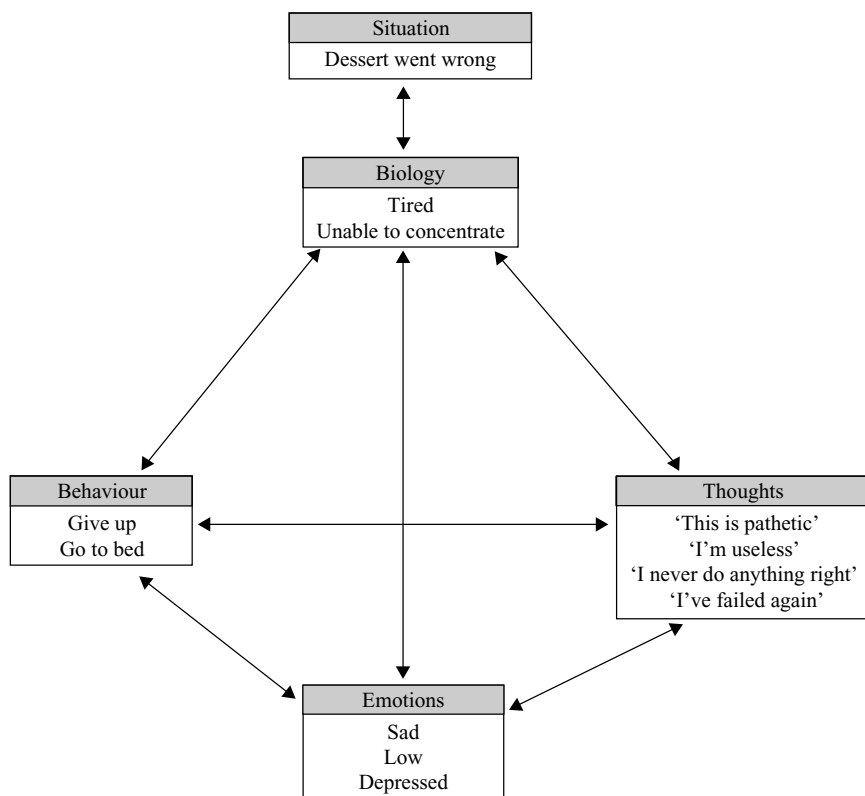 Situation
Dessert went wrong
Biology
Tired
Unable to concentrate
Behaviour
Give up
Go to bed
Thoughts
‘This is pathetic’
‘I’m useless’
‘I never do anything right’
‘I’ve failed again’
Emotions
Sad
Low
Depressed